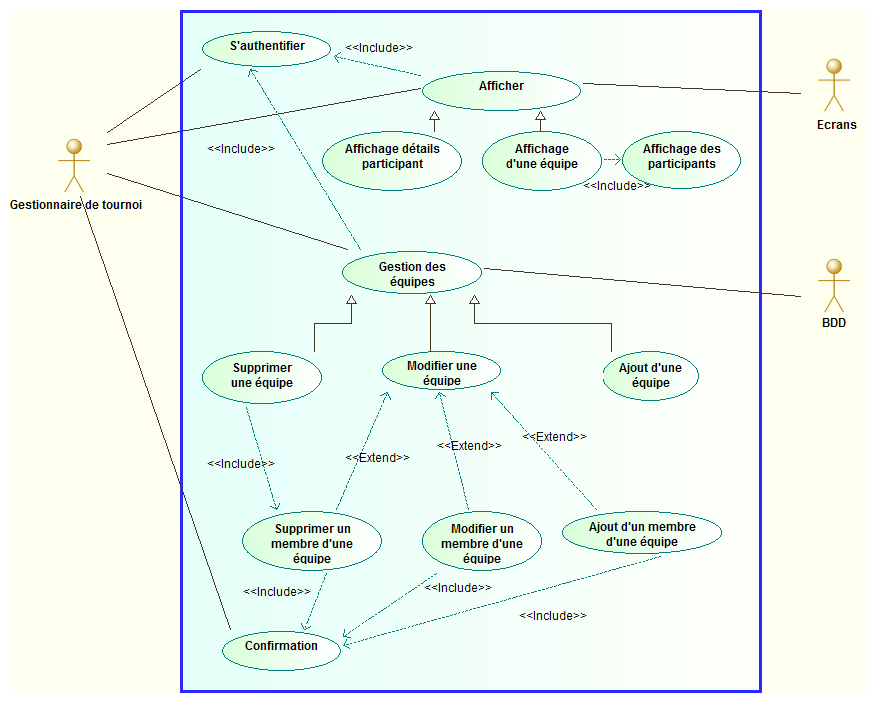 S'authentifier
<<Include>>
Afficher
Ecrans
<<Include>>
Affichage détails
participant
Affichage
d'une équipe
Affichage des
participants
<<Include>>
Gestionnaire de tournoi
Gestion des
équipes
BDD
Supprimer
une équipe
Modifier une
équipe
Ajout d'une
équipe
<<Include>>
<<Extend>>
<<Extend>>
<<Extend>>
Supprimer un
membre d'une
équipe
Modifier un
membre d'une
équipe
Ajout d'un membre
d'une équipe
<<Include>>
<<Include>>
<<Include>>
Confirmation